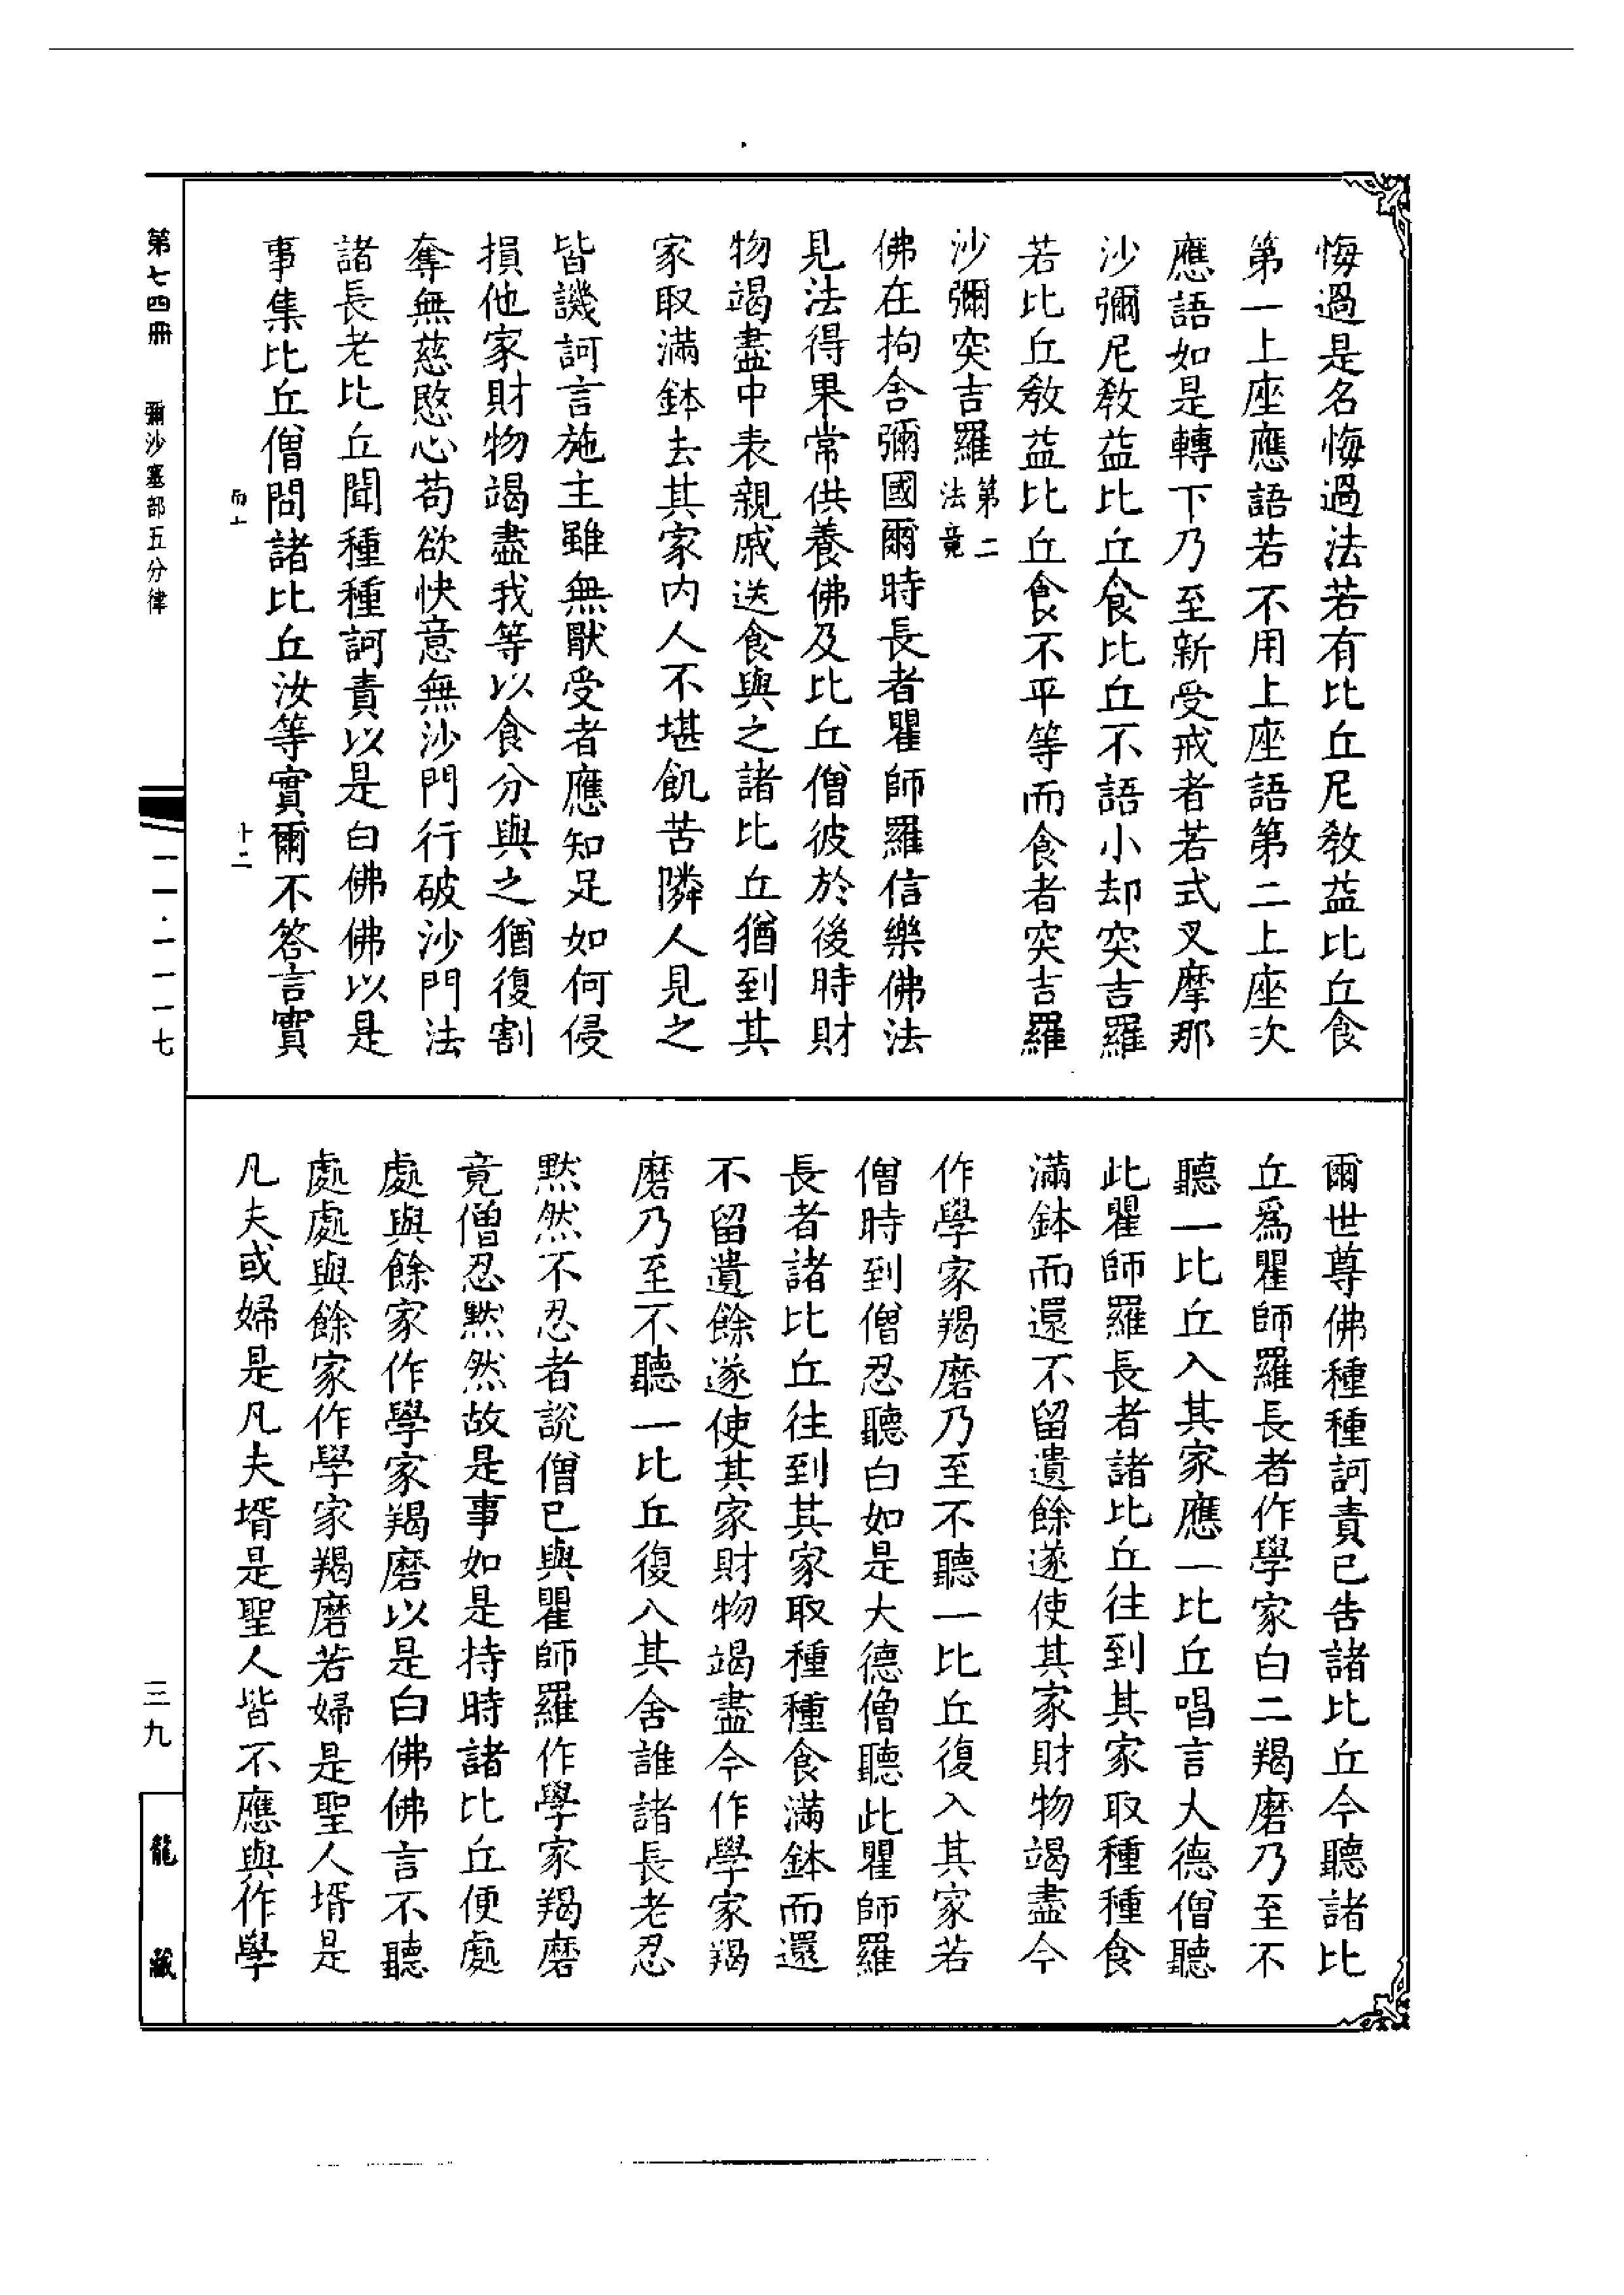 悔過是名悔過法若有比丘尼教益比丘食
第一上座應語若不用上座語第二上座次
應語如是轉下乃至新受戒者若式叉摩那
沙彌尼教益比丘食比丘不語小却突吉羅
若比丘教益比丘食不平等而食者突吉羅
沙彌突吉羅第二法竟
佛在拘舍彌國爾時長者瞿師羅信樂佛法
見法得果常供養佛及比丘僧彼於後時財
物竭盡中表親戚送食與之諸比丘猶到其
家取滿鉢去其家内人不堪飢苦隣人見之
皆譏訶言施主雖無猒受者應知足如何侵
損他家財物竭盡我等以食分與之猶復割
奪無慈愍心苟欲快意無沙門行破沙門法
諸長老比丘聞種種訶責以是白佛佛以是
事集比丘僧問諸比丘汝等實爾不答言實
爾世尊佛種種訶責已告諸比丘今聽諸比
丘爲瞿師羅長者作學家白二羯磨乃至不
聽一比丘入其家應一比丘唱言大德僧聽
此瞿師羅長者諸比丘往到其家取種種食
滿鉢而還不留遺餘遂使其家財物竭盡今
作學家羯磨乃至不聽一比丘復入其家若
僧時到僧忍聽白如是大德僧聽此瞿師羅
長者諸比丘往到其家取種種食滿鉢而還
不留遺餘遂使其家財物竭盡今作學家羯
磨乃至不聽一比丘復入其舍誰諸長老忍
默然不忍者說僧已與瞿師羅作學家羯磨
竟僧忍默然故是事如是持時諸比丘便處
處與餘家作學家羯磨以是白佛佛言不聽
處處與餘家作學家羯磨若婦是聖人壻是
凡夫或婦是凡夫壻是聖人皆不應與作學
第七四冊
彌沙塞部五分律
十二
一一·一一一七
三九
龍藏